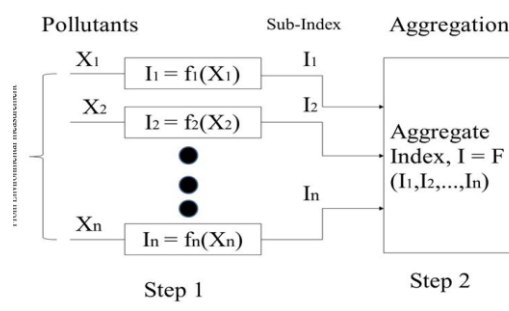 Pollutants
Sub-Index
Aggregation
X1
I1 = f1(X1)
I1
X2
I2 = f2(X2)
I2
Aggregate
Index, I = F
(I1,I2,...,In)
In
Xn
In = fn(Xn)
Step 1
Step 2